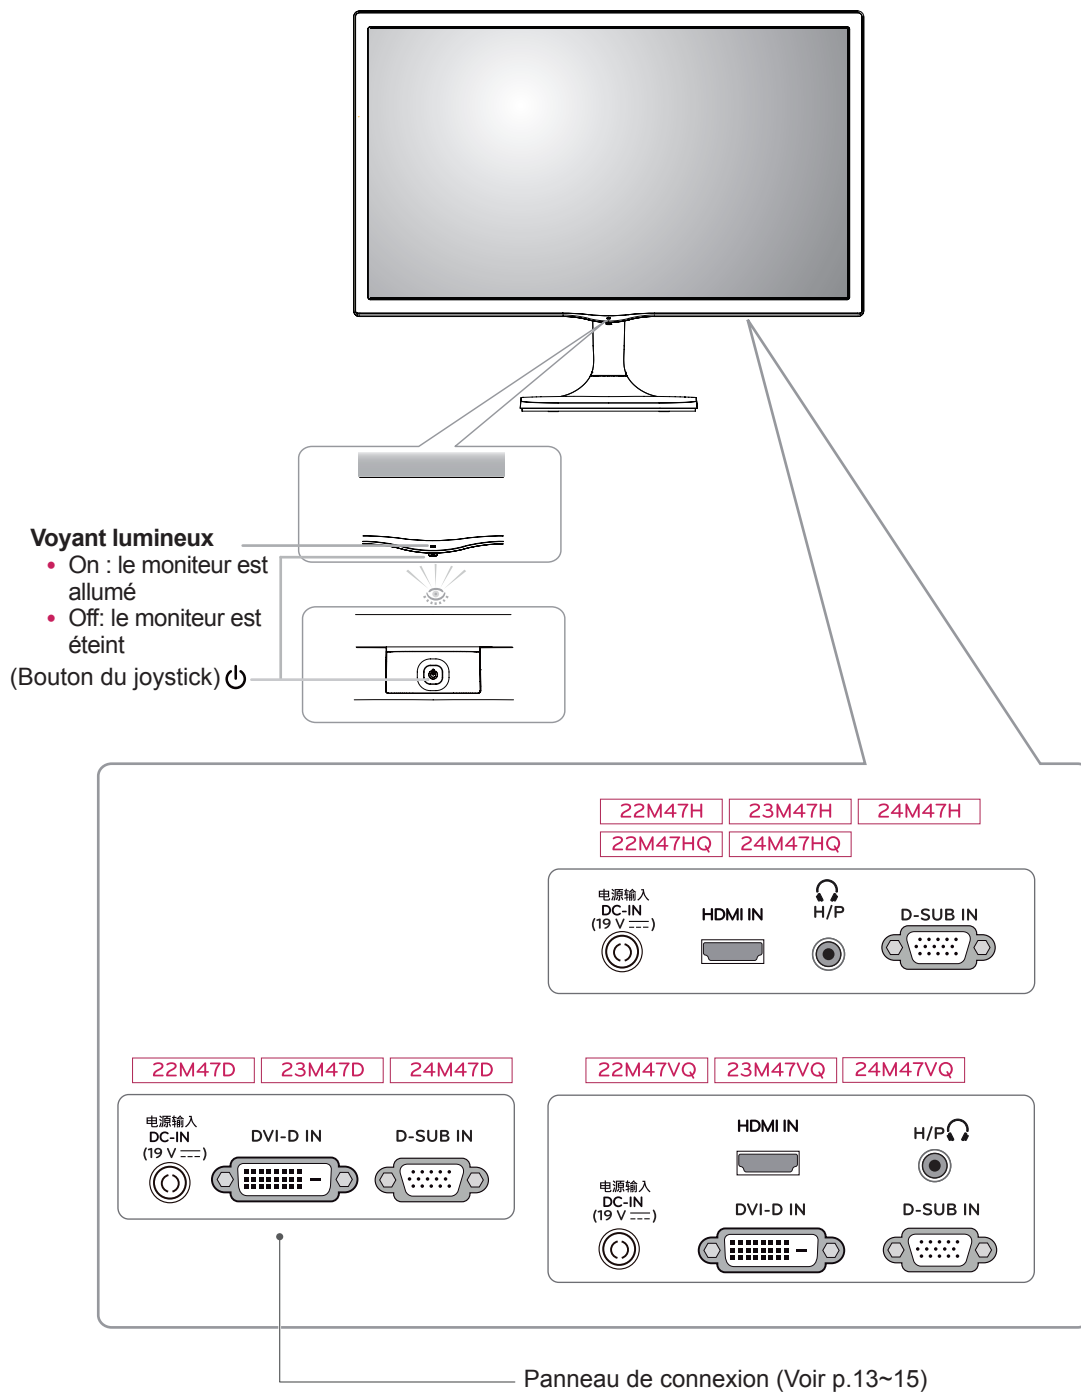 Voyant lumineux
• On : le moniteur est
allumé
• Off: le moniteur est
éteint
(Bouton du joystick)
22M47H 23M47H 24M47H
22M47HQ 24M47HQ
电源输入
DC-IN
(19 V ⎓)
HDMI IN
H/P
D-SUB IN
22M47D 23M47D 24M47D
电源输入
DC-IN
(19 V ⎓)
DVI-D IN
D-SUB IN
22M47VQ 23M47VQ 24M47VQ
HDMI IN
H/P
电源输入
DC-IN
(19 V ⎓)
DVI-D IN
D-SUB IN
Panneau de connexion (Voir p.13~15)